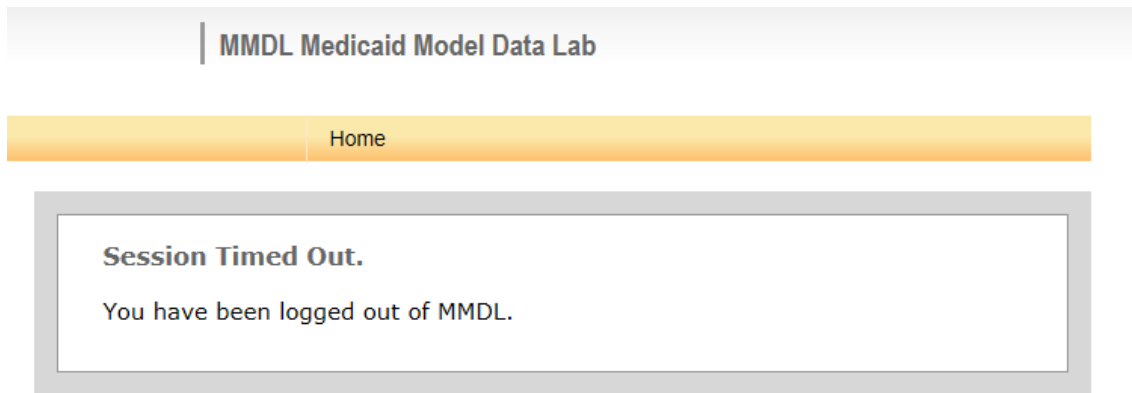 MMDL Medicaid Model Data Lab
Home
Session Timed Out.
You have been logged out of MMDL.